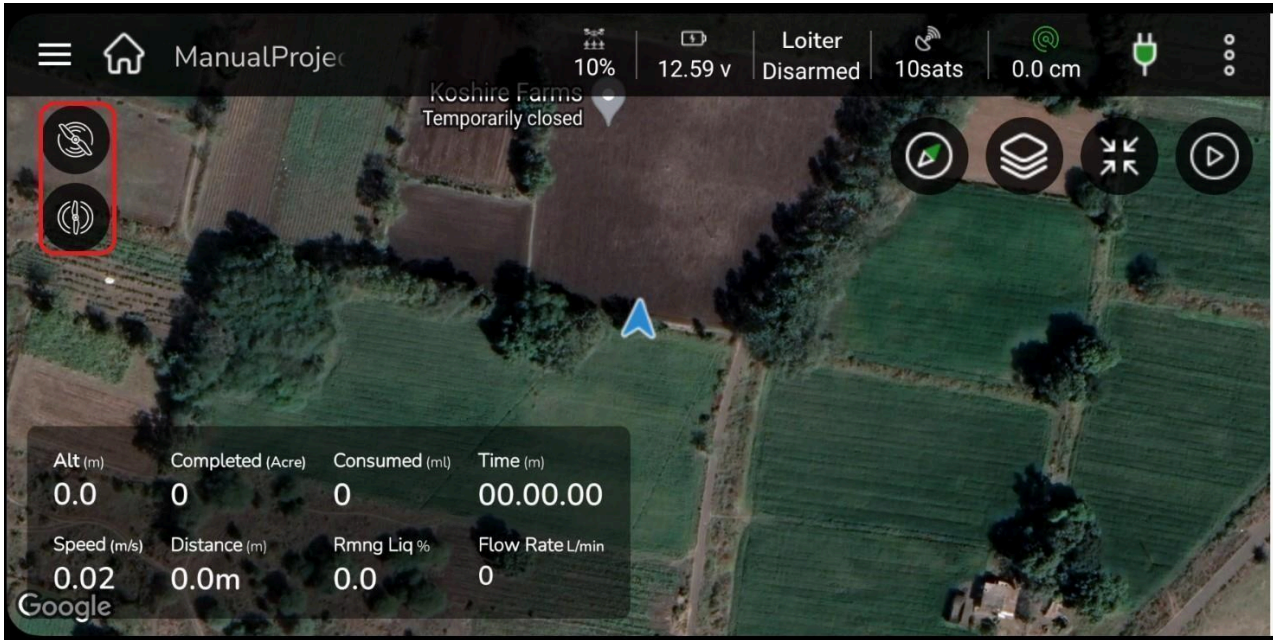 ManualProjec
10%
12.59 v
Loiter
Disarmed
10sats
0.0 cm
Koshire Farms
Temporarily closed
Alt (m)
Completed (Acre)
Consumed (ml)
Time (m)
0.0
0
0
00.00.00
Speed (m/s)
Distance (m)
Rmng Liq %
Flow Rate L/min
0.02
0.0m
0.0
0
Google